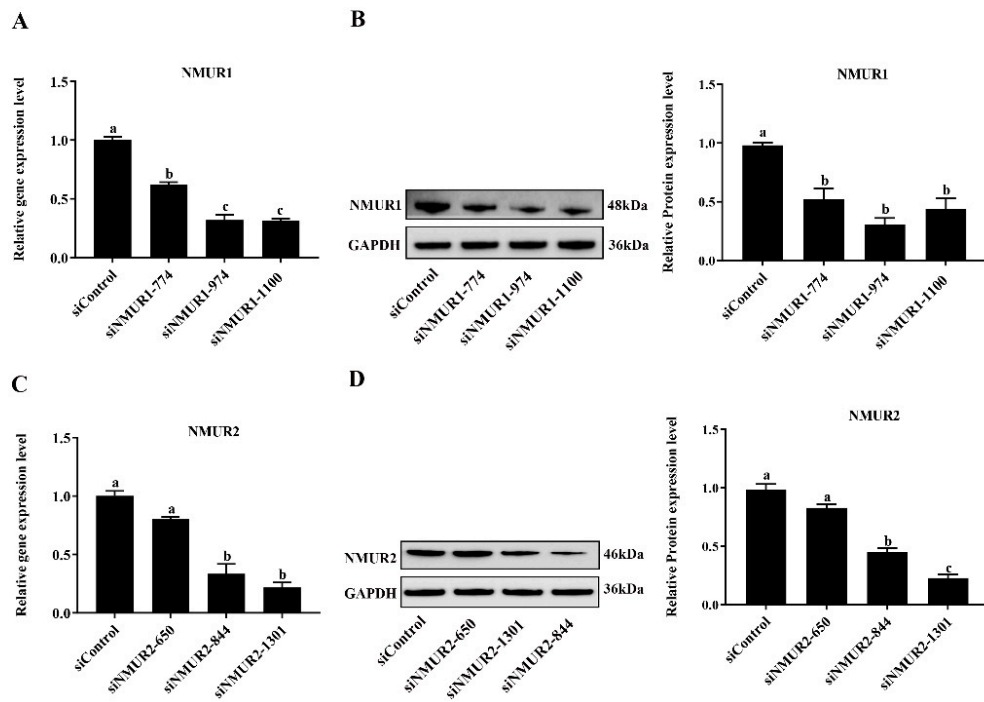 A
NMUR1
Relative gene expression level
1.5
1.0
0.5
0.0
a
b
c
c
siControl
siNMUR1-774
siNMUR1-974
siNMUR1-1100
B
NMUR1
48kDa
GAPDH
36kDa
siControl
siNMUR1-774
siNMUR1-974
siNMUR1-1100
NMUR1
Relative Protein expression level
1.5
1.0
0.5
0.0
a
b
b
b
siControl
siNMUR1-774
siNMUR1-974
siNMUR1-1100
C
NMUR2
Relative gene expression level
1.5
1.0
0.5
0.0
a
a
b
b
siControl
siNMUR2-650
siNMUR2-844
siNMUR2-1301
D
NMUR2
46kDa
GAPDH
36kDa
siControl
siNMUR2-650
siNMUR2-1301
siNMUR2-844
NMUR2
Relative Protein expression level
1.5
1.0
0.5
0.0
a
a
b
c
siControl
siNMUR2-650
siNMUR2-844
siNMUR2-1301